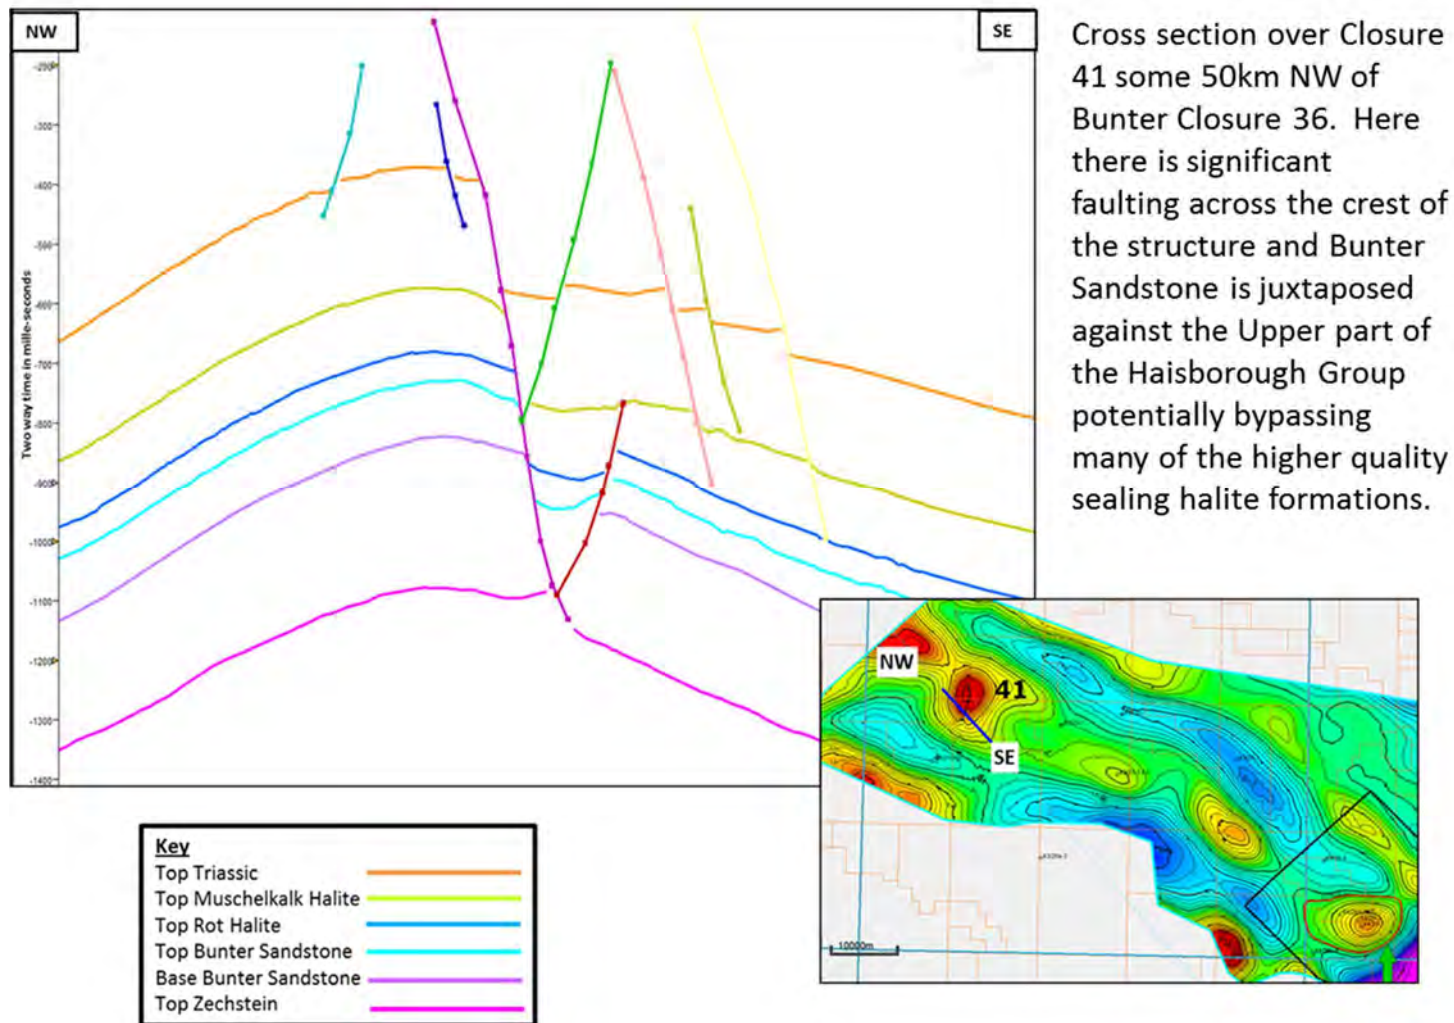 NW
SE
Cross section over Closure
41 some 50km NW of
Bunter Closure 36.  Here
there is significant
faulting across the crest of
the structure and Bunter
Sandstone is juxtaposed
against the Upper part of
the Haisborough Group
potentially bypassing
many of the higher quality
sealing halite formations.
Two way time in mille-seconds
-200
-300
-400
-500
-600
-700
-800
-900
-1000
-1100
-1200
-1300
-1400
NW
41
SE
10000m
Key
Top Triassic
Top Muschelkalk Halite
Top Rot Halite
Top Bunter Sandstone
Base Bunter Sandstone
Top Zechstein